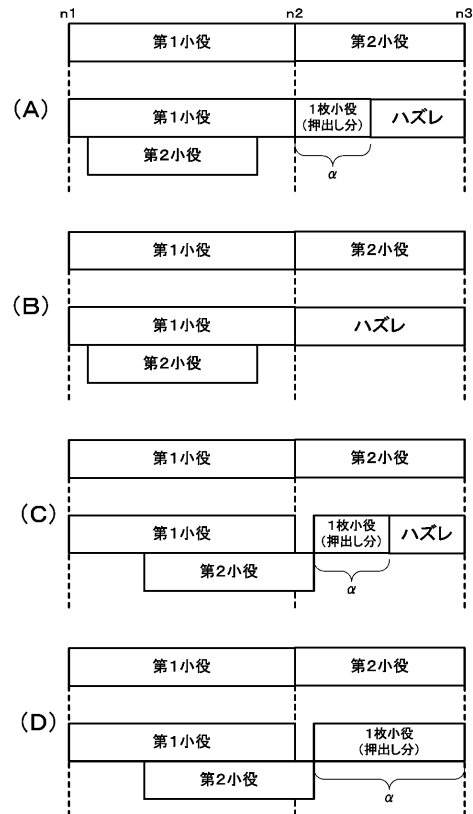 n1 n2 n3
第1小役 第2小役
(A)
第1小役 1枚小役 ハズレ
(押出し分)
第2小役
α
第1小役 第2小役
(B)
第1小役 ハズレ
第2小役
第1小役 第2小役
(C)
第1小役 1枚小役 ハズレ
(押出し分)
第2小役
α
第1小役 第2小役
(D)
第1小役 1枚小役
(押出し分)
第2小役
α